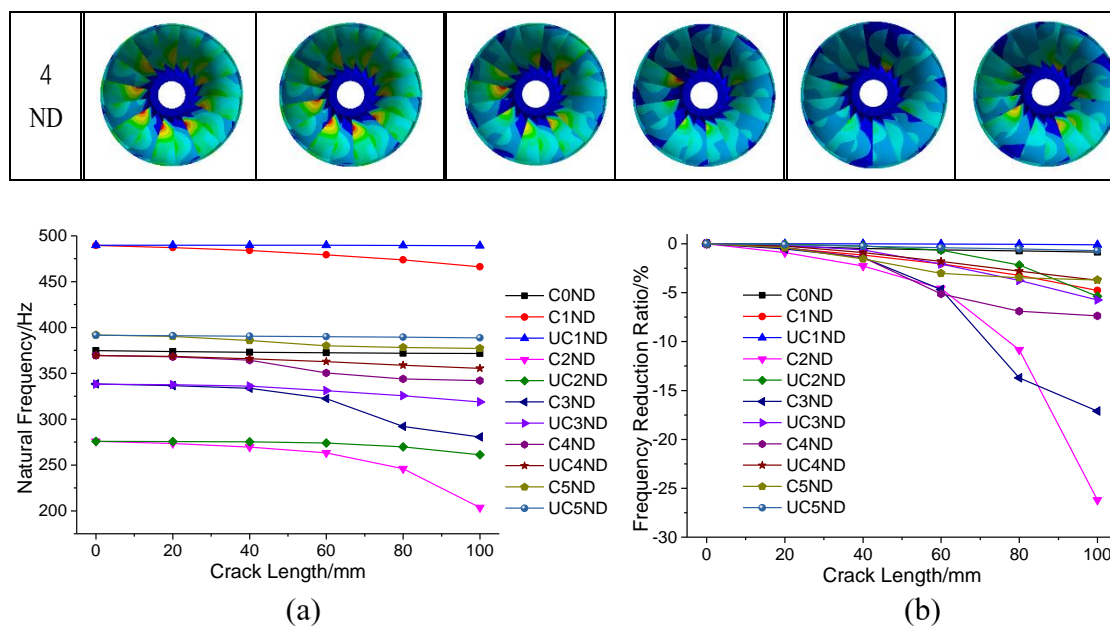 4
ND
500
450
400
350
300
250
200
0 20 40 60 80 100
Natural Frequency/Hz
Crack Length/mm
C0ND
C1ND
UC1ND
C2ND
UC2ND
C3ND
UC3ND
C4ND
UC4ND
C5ND
UC5ND
(a)
0
-5
-10
-15
-20
-25
-30
0 20 40 60 80 100
Frequency Reduction Ratio/%
Crack Length/mm
C0ND
C1ND
UC1ND
C2ND
UC2ND
C3ND
UC3ND
C4ND
UC4ND
C5ND
UC5ND
(b)